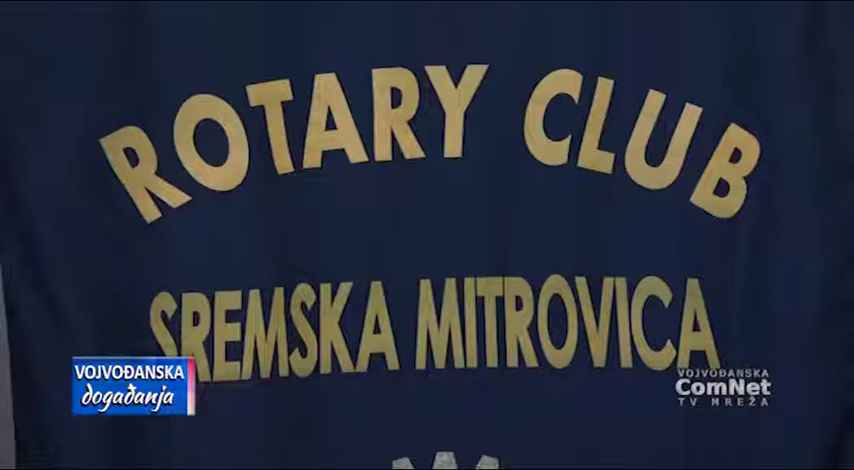 ROTARY CLUB
SREMSKA MITROVICA
VOJVOĐANSKA
događanja
VOJVOĐANSKA
ComNet
TV MREŽA